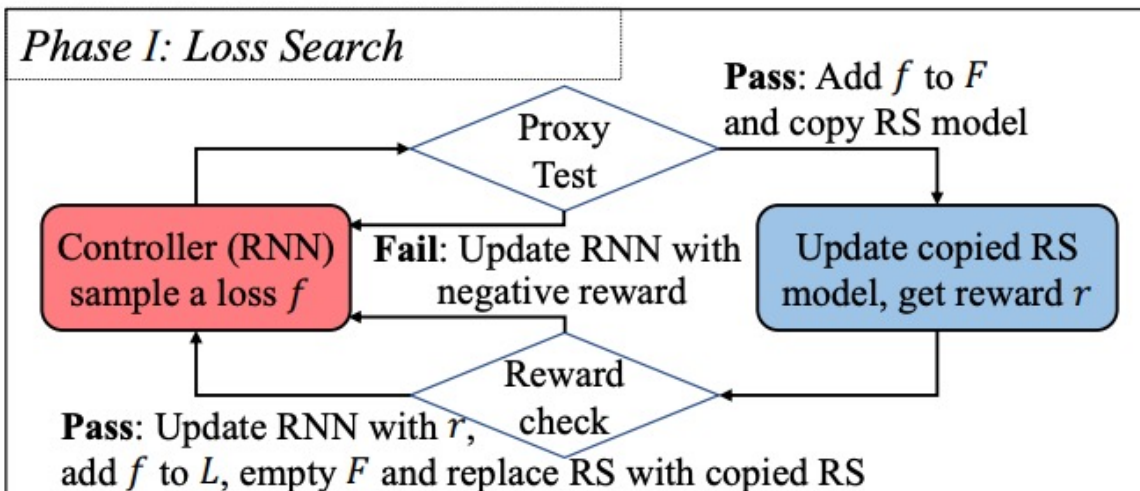 Phase I: Loss Search
Pass: Add f to F
and copy RS model
Proxy
Test
Controller (RNN)
sample a loss f
Fail: Update RNN with
negative reward
Update copied RS
model, get reward r
Reward
check
Pass: Update RNN with r,
add f to L, empty F and replace RS with copied RS